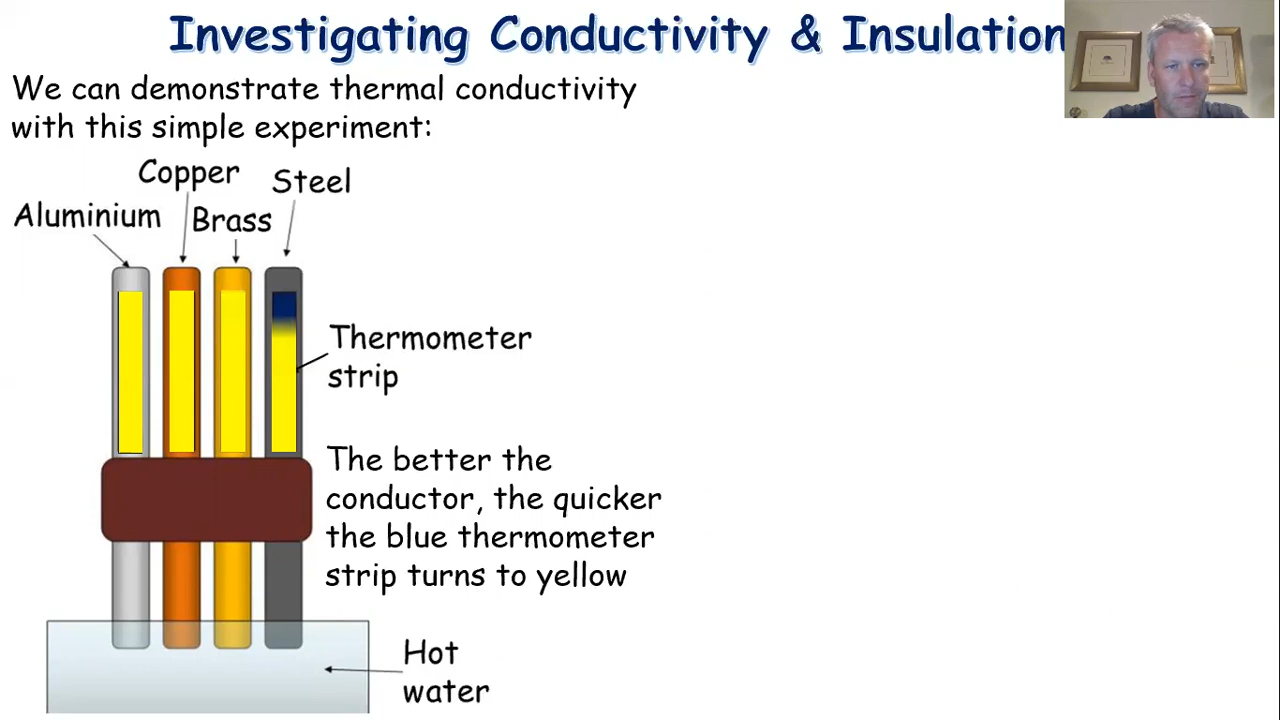 Investigating Conductivity & Insulation
We can demonstrate thermal conductivity
with this simple experiment:
Copper
Steel
Aluminium
Brass
Thermometer
strip
The better the
conductor, the quicker
the blue thermometer
strip turns to yellow
Hot
water